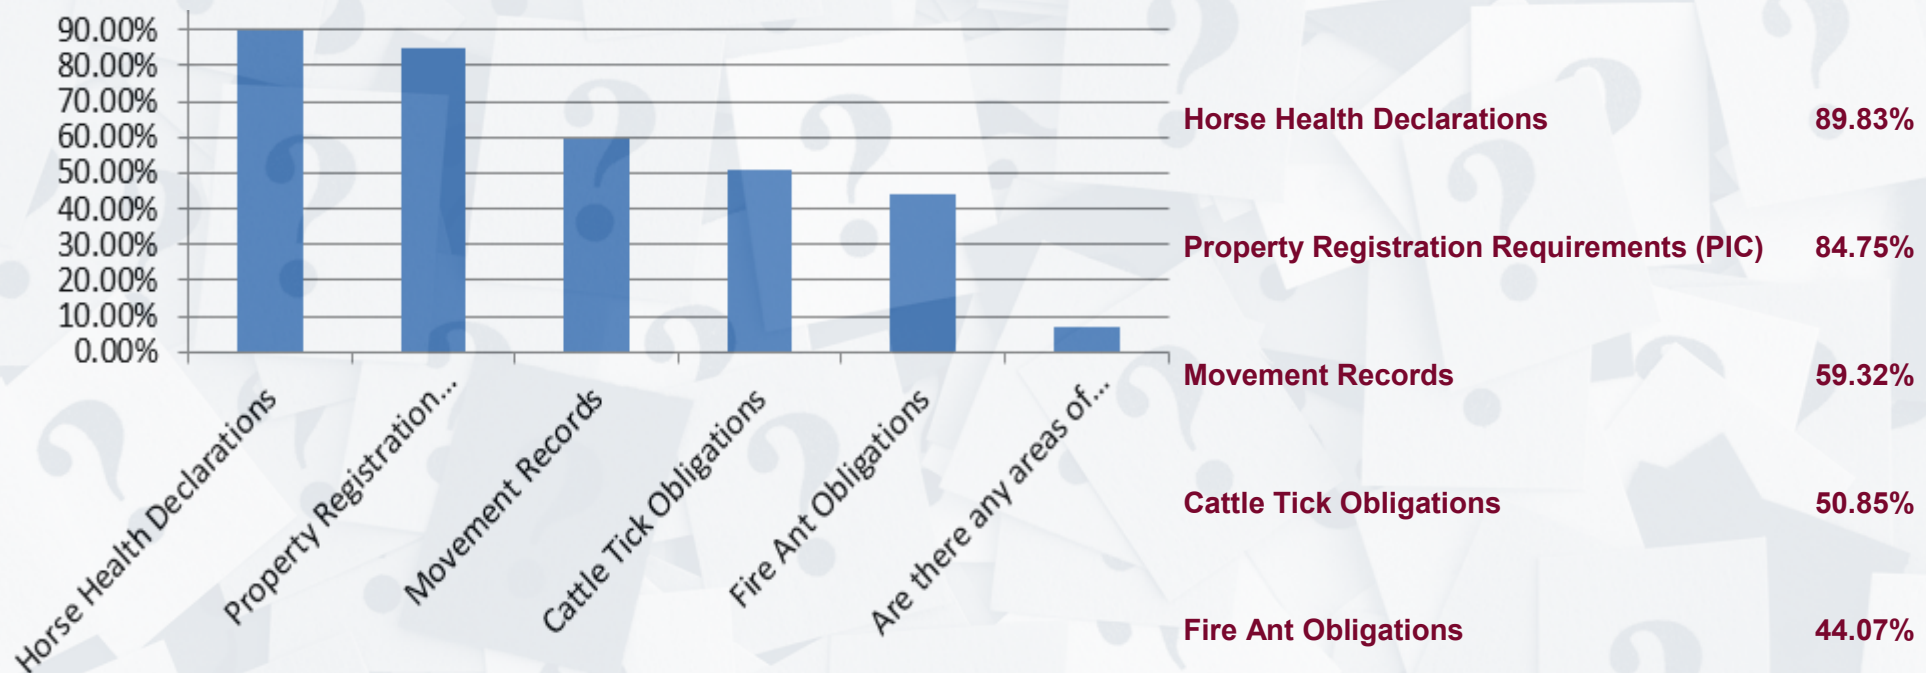 90.00%
80.00%
70.00%
60.00%
50.00%
40.00%
30.00%
20.00%
10.00%
0.00%
Horse Health Declarations
Property Registration...
Movement Records
Cattle Tick Obligations
Fire Ant Obligations
Are there any areas of...
Horse Health Declarations 89.83%
Property Registration Requirements (PIC) 84.75%
Movement Records 59.32%
Cattle Tick Obligations 50.85%
Fire Ant Obligations 44.07%